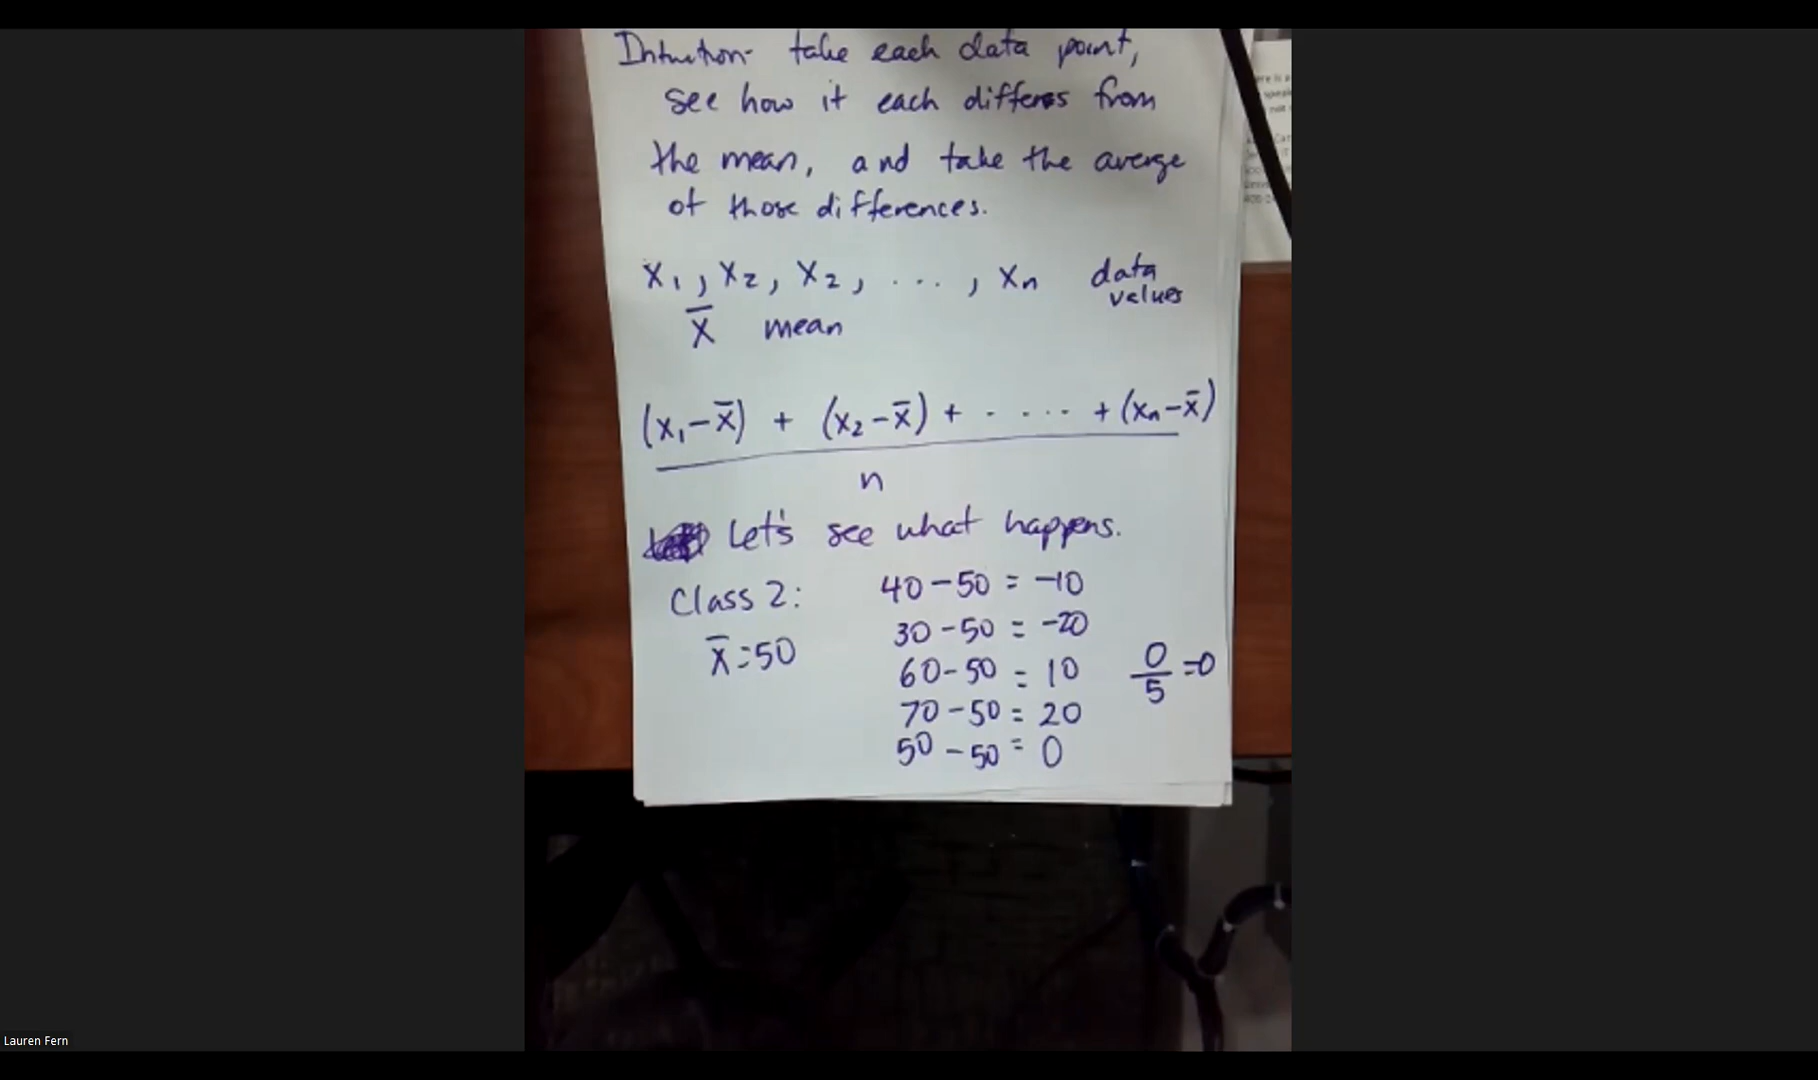 Intuition- take each data point,
see how it each differs from
the mean, and take the averge
of those differences.
x₁, x₂, x₂, ...., xn data values
x̄ mean
(x₁-x̄) + (x₂-x̄) + ..... + (xn-x̄)
n
Let's see what happens.
Class 2: 40-50 = -10
30-50 = -20
x̄=50
60-50 = 10
0/5 =0
70-50 = 20
50-50 = 0
Lauren Fern